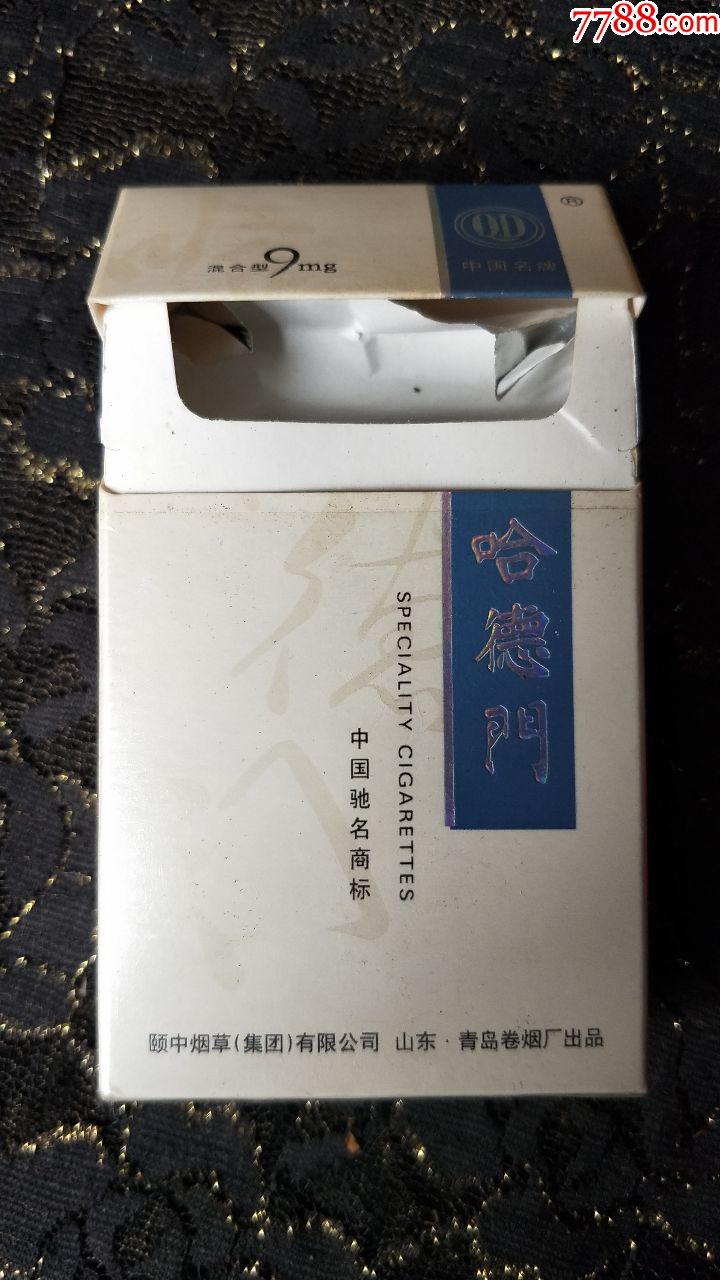 7788.com
®
QD
混合型9mg
中国名牌
哈德門
SPECIALITY CIGARETTES
中国驰名商标
颐中烟草(集团)有限公司 山东·青岛卷烟厂出品